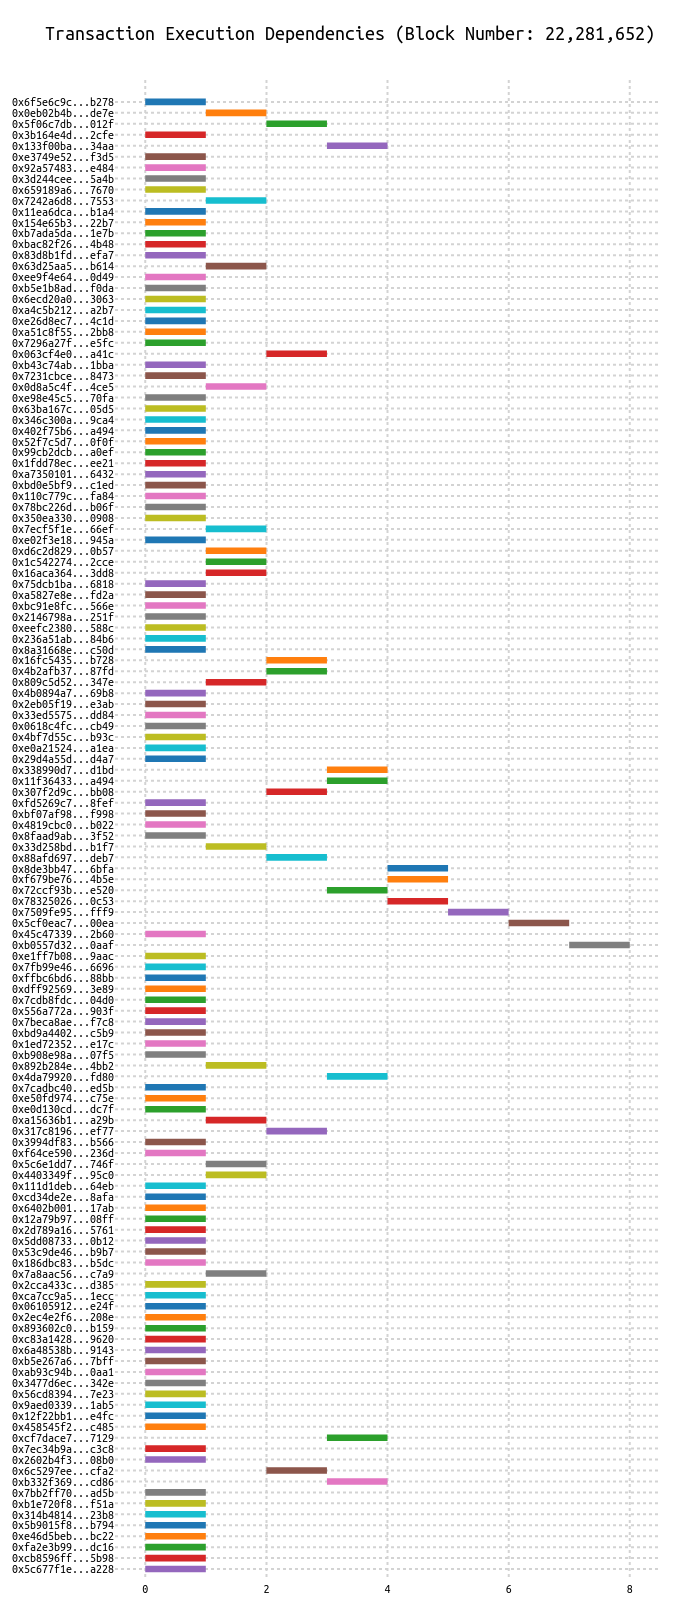 Transaction Execution Dependencies (Block Number: 22,281,652)
0x6f5e6c9c...b278
0x0eb02b4b...de7e
0x5f06c7db...012f
0x3b164e4d...2cfe
0x133f00ba...34aa
0xe3749e52...f3d5
0x92a57483...e484
0x3d244cee...5a4b
0x659189a6...7670
0x7242a6d8...7553
0x11ea6dca...b1a4
0x154e65b3...22b7
0xb7ada5da...1e7b
0xbac82f26...4b48
0x83d8b1fd...efa7
0x63d25aa5...b614
0xee9f4e64...0d49
0xb5e1b8ad...f0da
0x6ecd20a0...3063
0xa4c5b212...a2b7
0xe26d8ec7...4c1d
0xa51c8f55...2bb8
0x7296a27f...e5fc
0x063cf4e0...a41c
0xb43c74ab...1bba
0x7231cbce...8473
0x0d8a5c4f...4ce5
0xe98e45c5...70fa
0x63ba167c...05d5
0x346c300a...9ca4
0x402f75b6...a494
0x52f7c5d7...0f0f
0x99cb2dcb...a0ef
0x1fdd78ec...ee21
0xa7350101...6432
0xbd0e5bf9...c1ed
0x110c779c...fa84
0x78bc226d...b06f
0x350ea330...0908
0x7ecf5f1e...66ef
0xe02f3e18...945a
0xd6c2d829...0b57
0x1c542274...2cce
0x16aca364...3dd8
0x75dcb1ba...6818
0xa5827e8e...fd2a
0xbc91e8fc...566e
0x2146798a...251f
0xeefc2380...588c
0x236a51ab...84b6
0x8a31668e...c50d
0x16fc5435...b728
0x4b2afb37...87fd
0x809c5d52...347e
0x4b0894a7...69b8
0x2eb05f19...e3ab
0x33ed5575...dd84
0x0618c4fc...cb49
0x4bf7d55c...b93c
0xe0a21524...a1ea
0x29d4a55d...d4a7
0x338990d7...d1bd
0x11f36433...a494
0x307f2d9c...bb08
0xfd5269c7...8fef
0xbf07af98...f998
0x4819cbc0...b022
0x8faad9ab...3f52
0x33d258bd...b1f7
0x88afd697...deb7
0x8de3bb47...6bfa
0xf679be76...4b5e
0x72ccf93b...e520
0x78325026...0c53
0x7509fe95...fff9
0x5cf0eac7...00ea
0x45c47339...2b60
0xb0557d32...0aaf
0xe1ff7b08...9aac
0x7fb99e46...6696
0xffbc6bd6...88bb
0xdff92569...3e89
0x7cdb8fdc...04d0
0x556a772a...903f
0x7beca8ae...f7c8
0xbd9a4402...c5b9
0x1ed72352...e17c
0xb908e98a...07f5
0x892b284e...4bb2
0x4da79920...fd80
0x7cadbc40...ed5b
0xe50fd974...c75e
0xe0d130cd...dc7f
0xa15636b1...a29b
0x317c8196...ef77
0x3994df83...b566
0xf64ce590...236d
0x5c6e1dd7...746f
0x4403349f...95c0
0x111d1deb...64eb
0xcd34de2e...8afa
0x6402b001...17ab
0x12a79b97...08ff
0x2d789a16...5761
0x5dd08733...0b12
0x53c9de46...b9b7
0x186dbc83...b5dc
0x7a8aac56...c7a9
0x2cca433c...d385
0xca7cc9a5...1ecc
0x06105912...e24f
0x2ec4e2f6...208e
0x893602c0...b159
0xc83a1428...9620
0x6a48538b...9143
0xb5e267a6...7bff
0xab93c94b...0aa1
0x3477d6ec...342e
0x56cd8394...7e23
0x9aed0339...1ab5
0x12f22bb1...e4fc
0x458545f2...c485
0xcf7dace7...7129
0x7ec34b9a...c3c8
0x2602b4f3...08b0
0x6c5297ee...cfa2
0xb332f369...cd86
0x7bb2ff70...ad5b
0xb1e720f8...f51a
0x314b4814...23b8
0x5b9015f8...b794
0xe46d5beb...bc22
0xfa2e3b99...dc16
0xcb8596ff...5b98
0x5c677f1e...a228
0 2 4 6 8